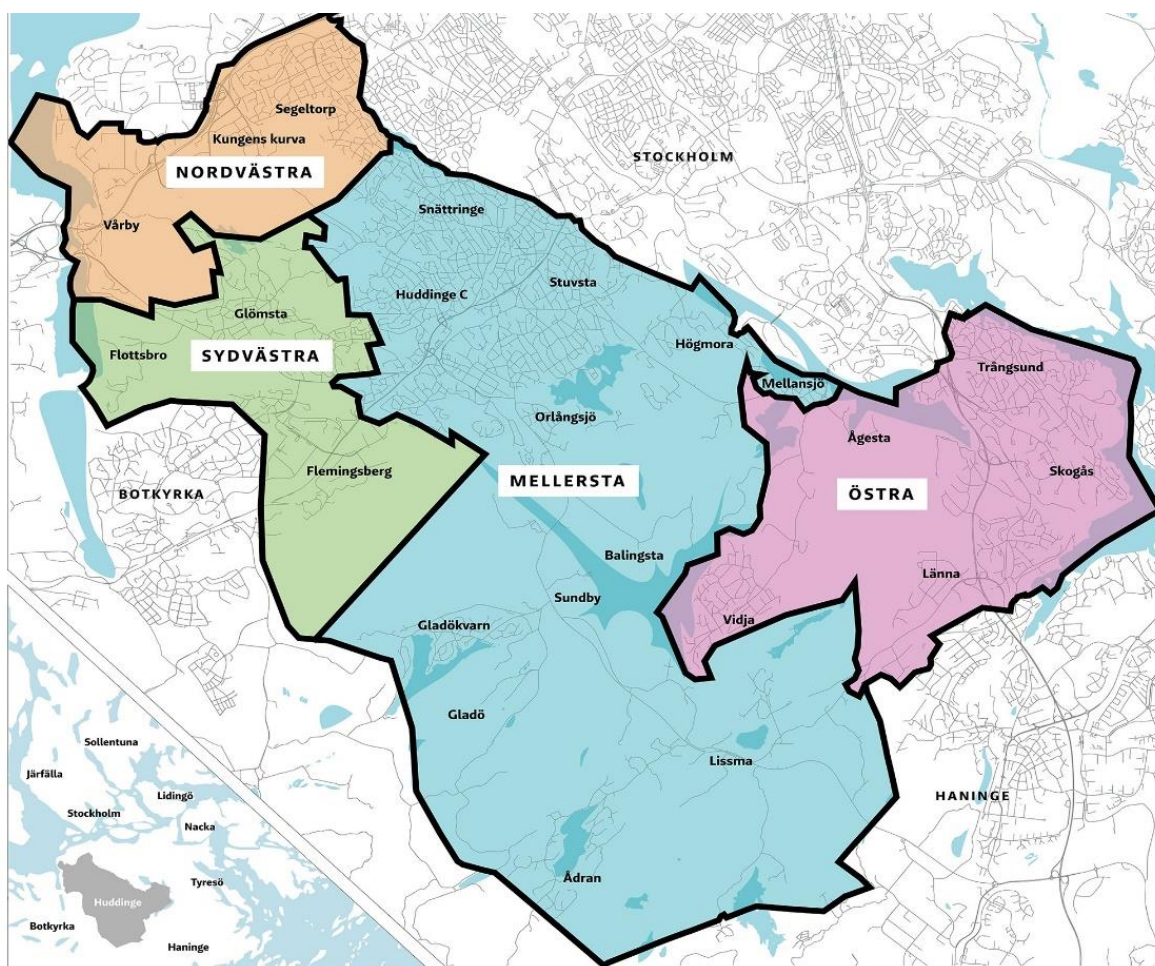 Segeltorp
Kungens kurva
NORDVÄSTRA
Vårby
STOCKHOLM
Snättringe
Stuvsta
Huddinge C
Glömsta
SYDVÄSTRA
Flottsbro
Högmora
Mellansjö
Trångsund
Orlångsjö
Ågesta
Flemingsberg
MELLERSTA
Skogås
ÖSTRA
BOTKYRKA
Balingsta
Länna
Sundby
Vidja
Gladökvarn
Gladö
Lissma
HANINGE
Ådran
Sollentuna
Järfälla
Lidingö
Stockholm
Nacka
Tyresö
Huddinge
Botkyrka
Haninge